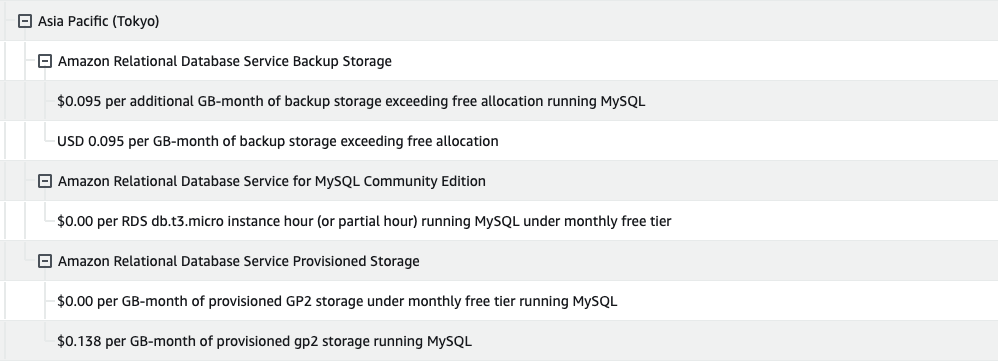 Asia Pacific (Tokyo)
Amazon Relational Database Service Backup Storage
$0.095 per additional GB-month of backup storage exceeding free allocation running MySQL
USD 0.095 per GB-month of backup storage exceeding free allocation
Amazon Relational Database Service for MySQL Community Edition
$0.00 per RDS db.t3.micro instance hour (or partial hour) running MySQL under monthly free tier
Amazon Relational Database Service Provisioned Storage
$0.00 per GB-month of provisioned GP2 storage under monthly free tier running MySQL
$0.138 per GB-month of provisioned gp2 storage running MySQL